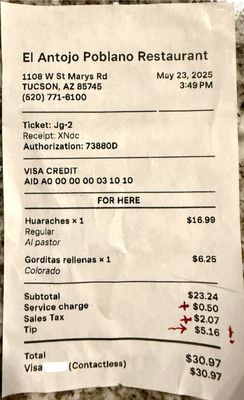 El Antojo Poblano Restaurant
1108 W St Marys Rd May 23, 2025
TUCSON, AZ 85745 3:49 PM
(520) 771-6100
Ticket: Jg-2
Receipt: XNdc
Authorization: 73880D
VISA CREDIT
AID A0 00 00 00 03 10 10
FOR HERE
Huaraches × 1 $16.99
Regular
Al pastor
Gorditas rellenas × 1 $6.25
Colorado
Subtotal $23.24
Service charge $0.50
Sales Tax $2.07
Tip → $5.16 !
Total $30.97
Visa (Contactless) $30.97